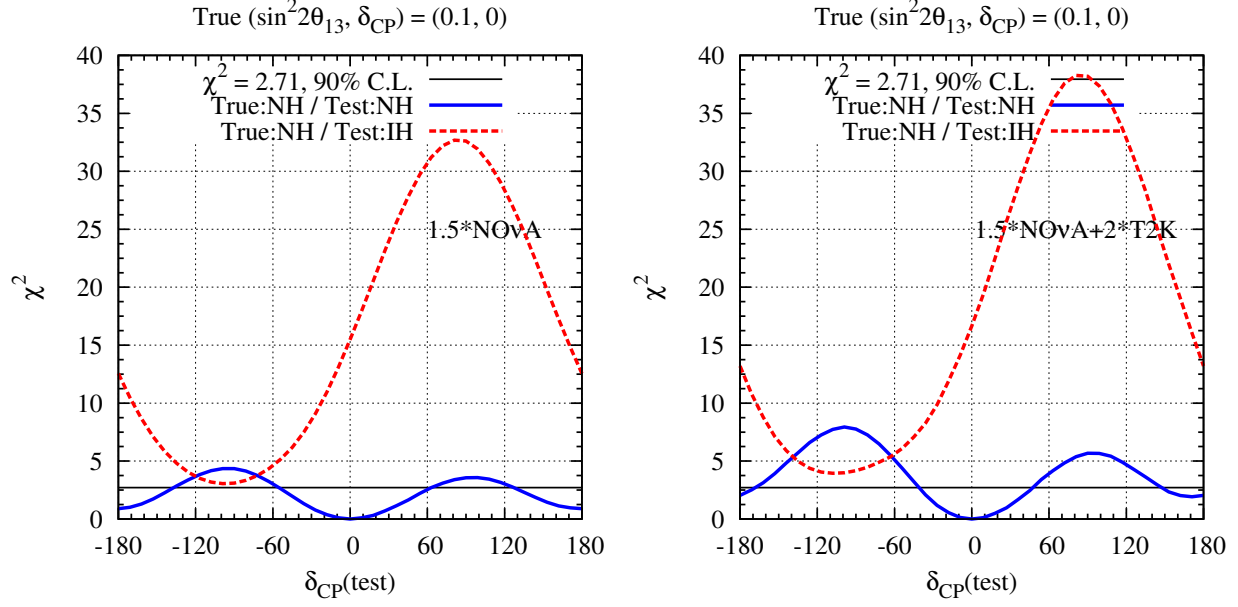 True (sin²2θ₁₃, δ_CP) = (0.1, 0)
40
35
30
25
20
15
10
5
0
χ²
χ² = 2.71, 90% C.L.
True:NH / Test:NH
True:NH / Test:IH
1.5*NOνA
-180 -120 -60 0 60 120 180
δ_CP(test)
True (sin²2θ₁₃, δ_CP) = (0.1, 0)
40
35
30
25
20
15
10
5
0
χ²
χ² = 2.71, 90% C.L.
True:NH / Test:NH
True:NH / Test:IH
1.5*NOνA+2*T2K
-180 -120 -60 0 60 120 180
δ_CP(test)